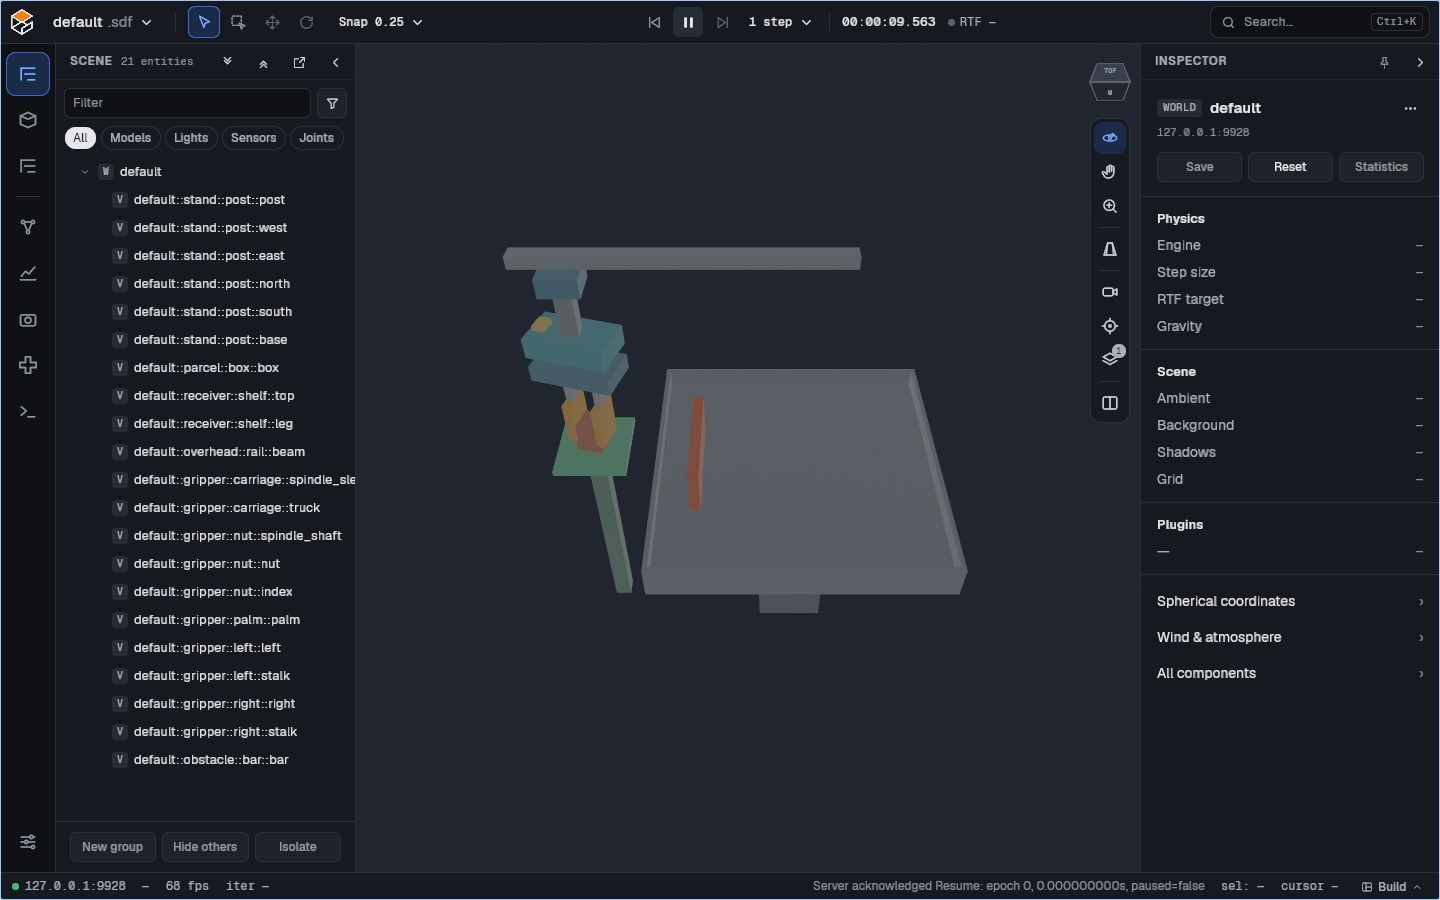 default .sdf
Snap 0.25
1 step
00:00:09.563
RTF –
Search...
Ctrl+K
SCENE 21 entities
Filter
All
Models
Lights
Sensors
Joints
W default
V default::stand::post::post
V default::stand::post::west
V default::stand::post::east
V default::stand::post::north
V default::stand::post::south
V default::stand::post::base
V default::parcel::box::box
V default::receiver::shelf::top
V default::receiver::shelf::leg
V default::overhead::rail::beam
V default::gripper::carriage::spindle_sle
V default::gripper::carriage::truck
V default::gripper::nut::spindle_shaft
V default::gripper::nut::nut
V default::gripper::nut::index
V default::gripper::palm::palm
V default::gripper::left::left
V default::gripper::left::stalk
V default::gripper::right::right
V default::gripper::right::stalk
V default::obstacle::bar::bar
New group
Hide others
Isolate
TOP
W
1
INSPECTOR
WORLD default
127.0.0.1:9928
Save
Reset
Statistics
Physics
Engine –
Step size –
RTF target –
Gravity –
Scene
Ambient –
Background –
Shadows –
Grid –
Plugins
— –
Spherical coordinates ›
Wind & atmosphere ›
All components ›
127.0.0.1:9928 – 68 fps iter –
Server acknowledged Resume: epoch 0, 0.000000000s, paused=false
sel: –
cursor –
Build